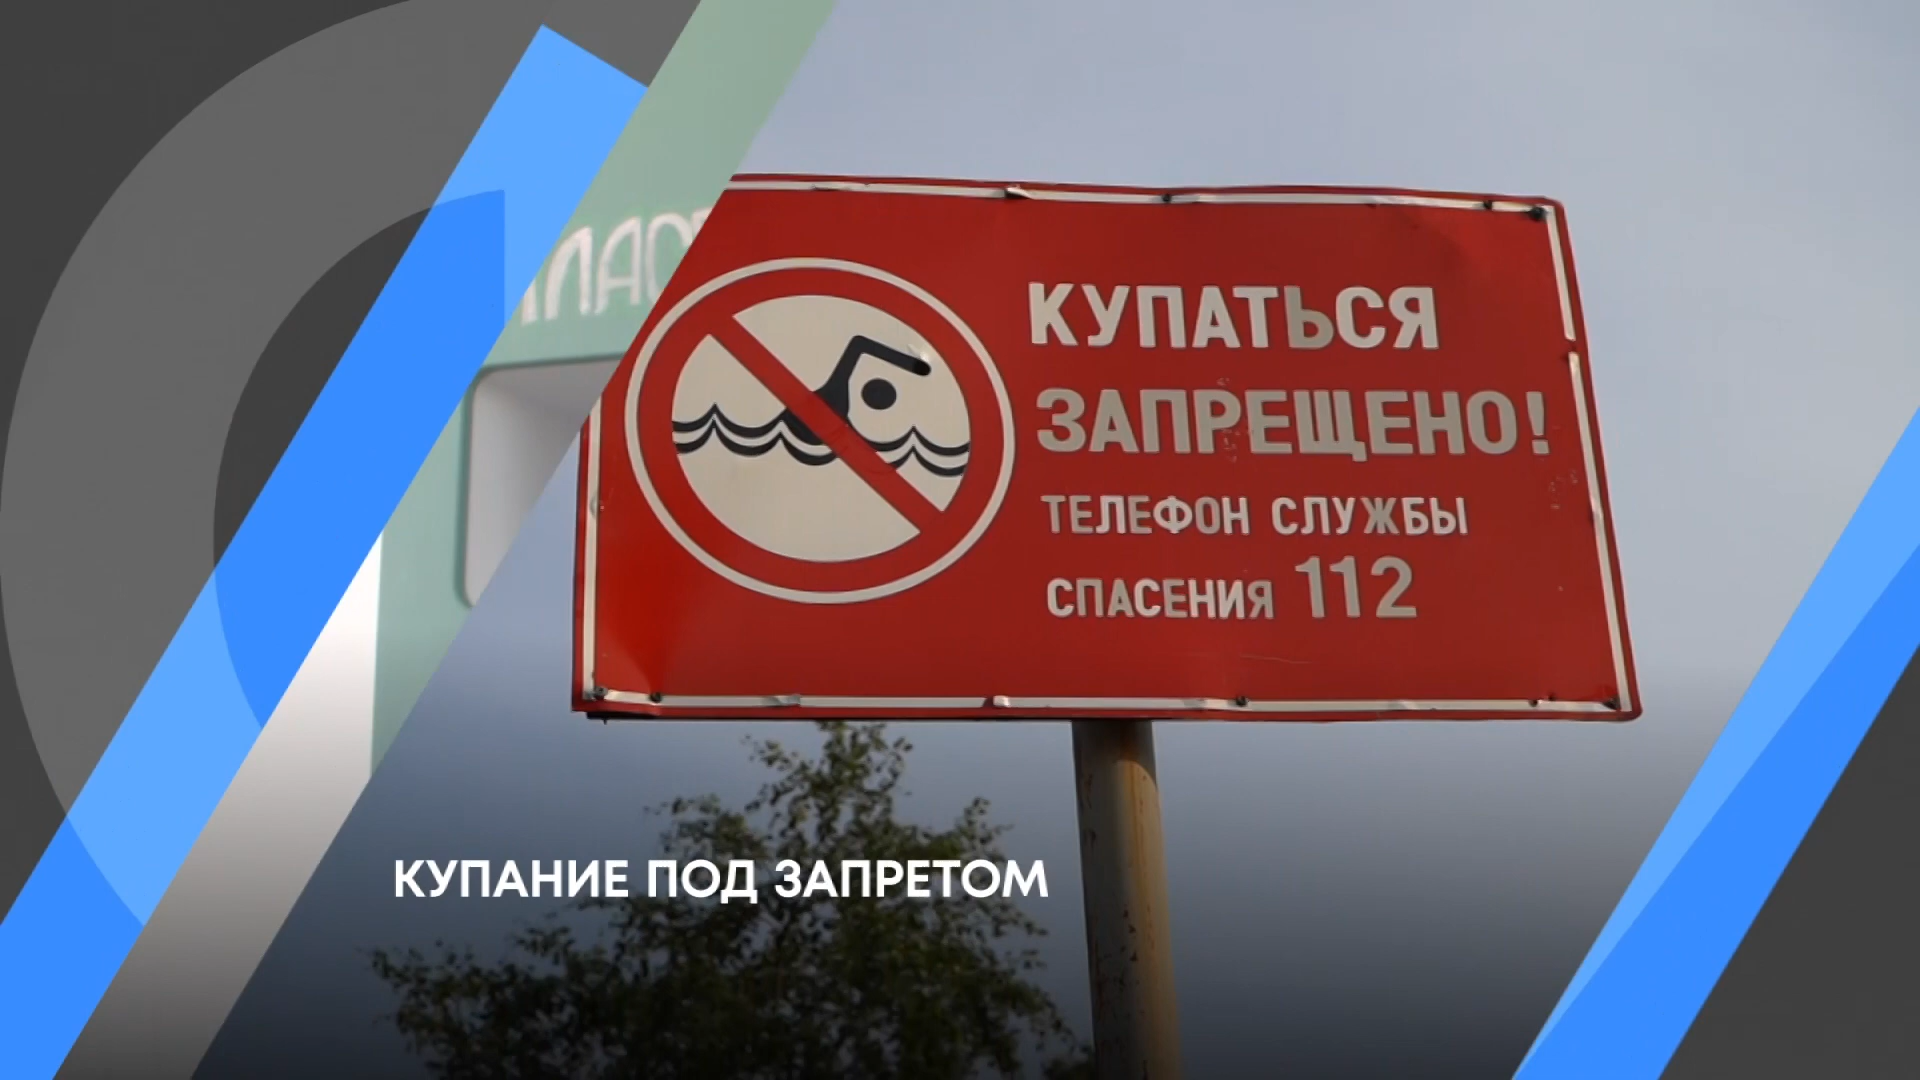 КУПАТЬСЯ
ЗАПРЕЩЕНО!
ТЕЛЕФОН СЛУЖБЫ
СПАСЕНИЯ 112
КУПАНИЕ ПОД ЗАПРЕТОМ